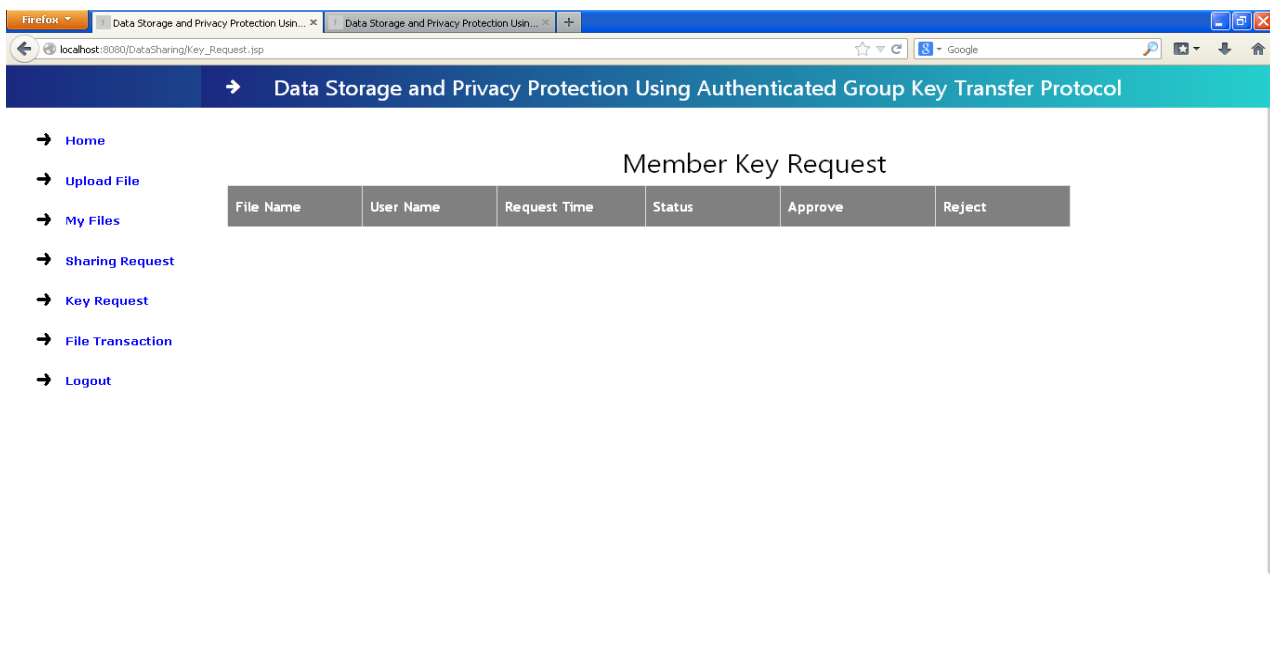 Firefox
Data Storage and Privacy Protection Usin...
Data Storage and Privacy Protection Usin...
localhost:8080/DataSharing/Key_Request.jsp
Google
Data Storage and Privacy Protection Using Authenticated Group Key Transfer Protocol
Home
Upload File
My Files
Sharing Request
Key Request
File Transaction
Logout
Member Key Request
File Name User Name Request Time Status Approve Reject